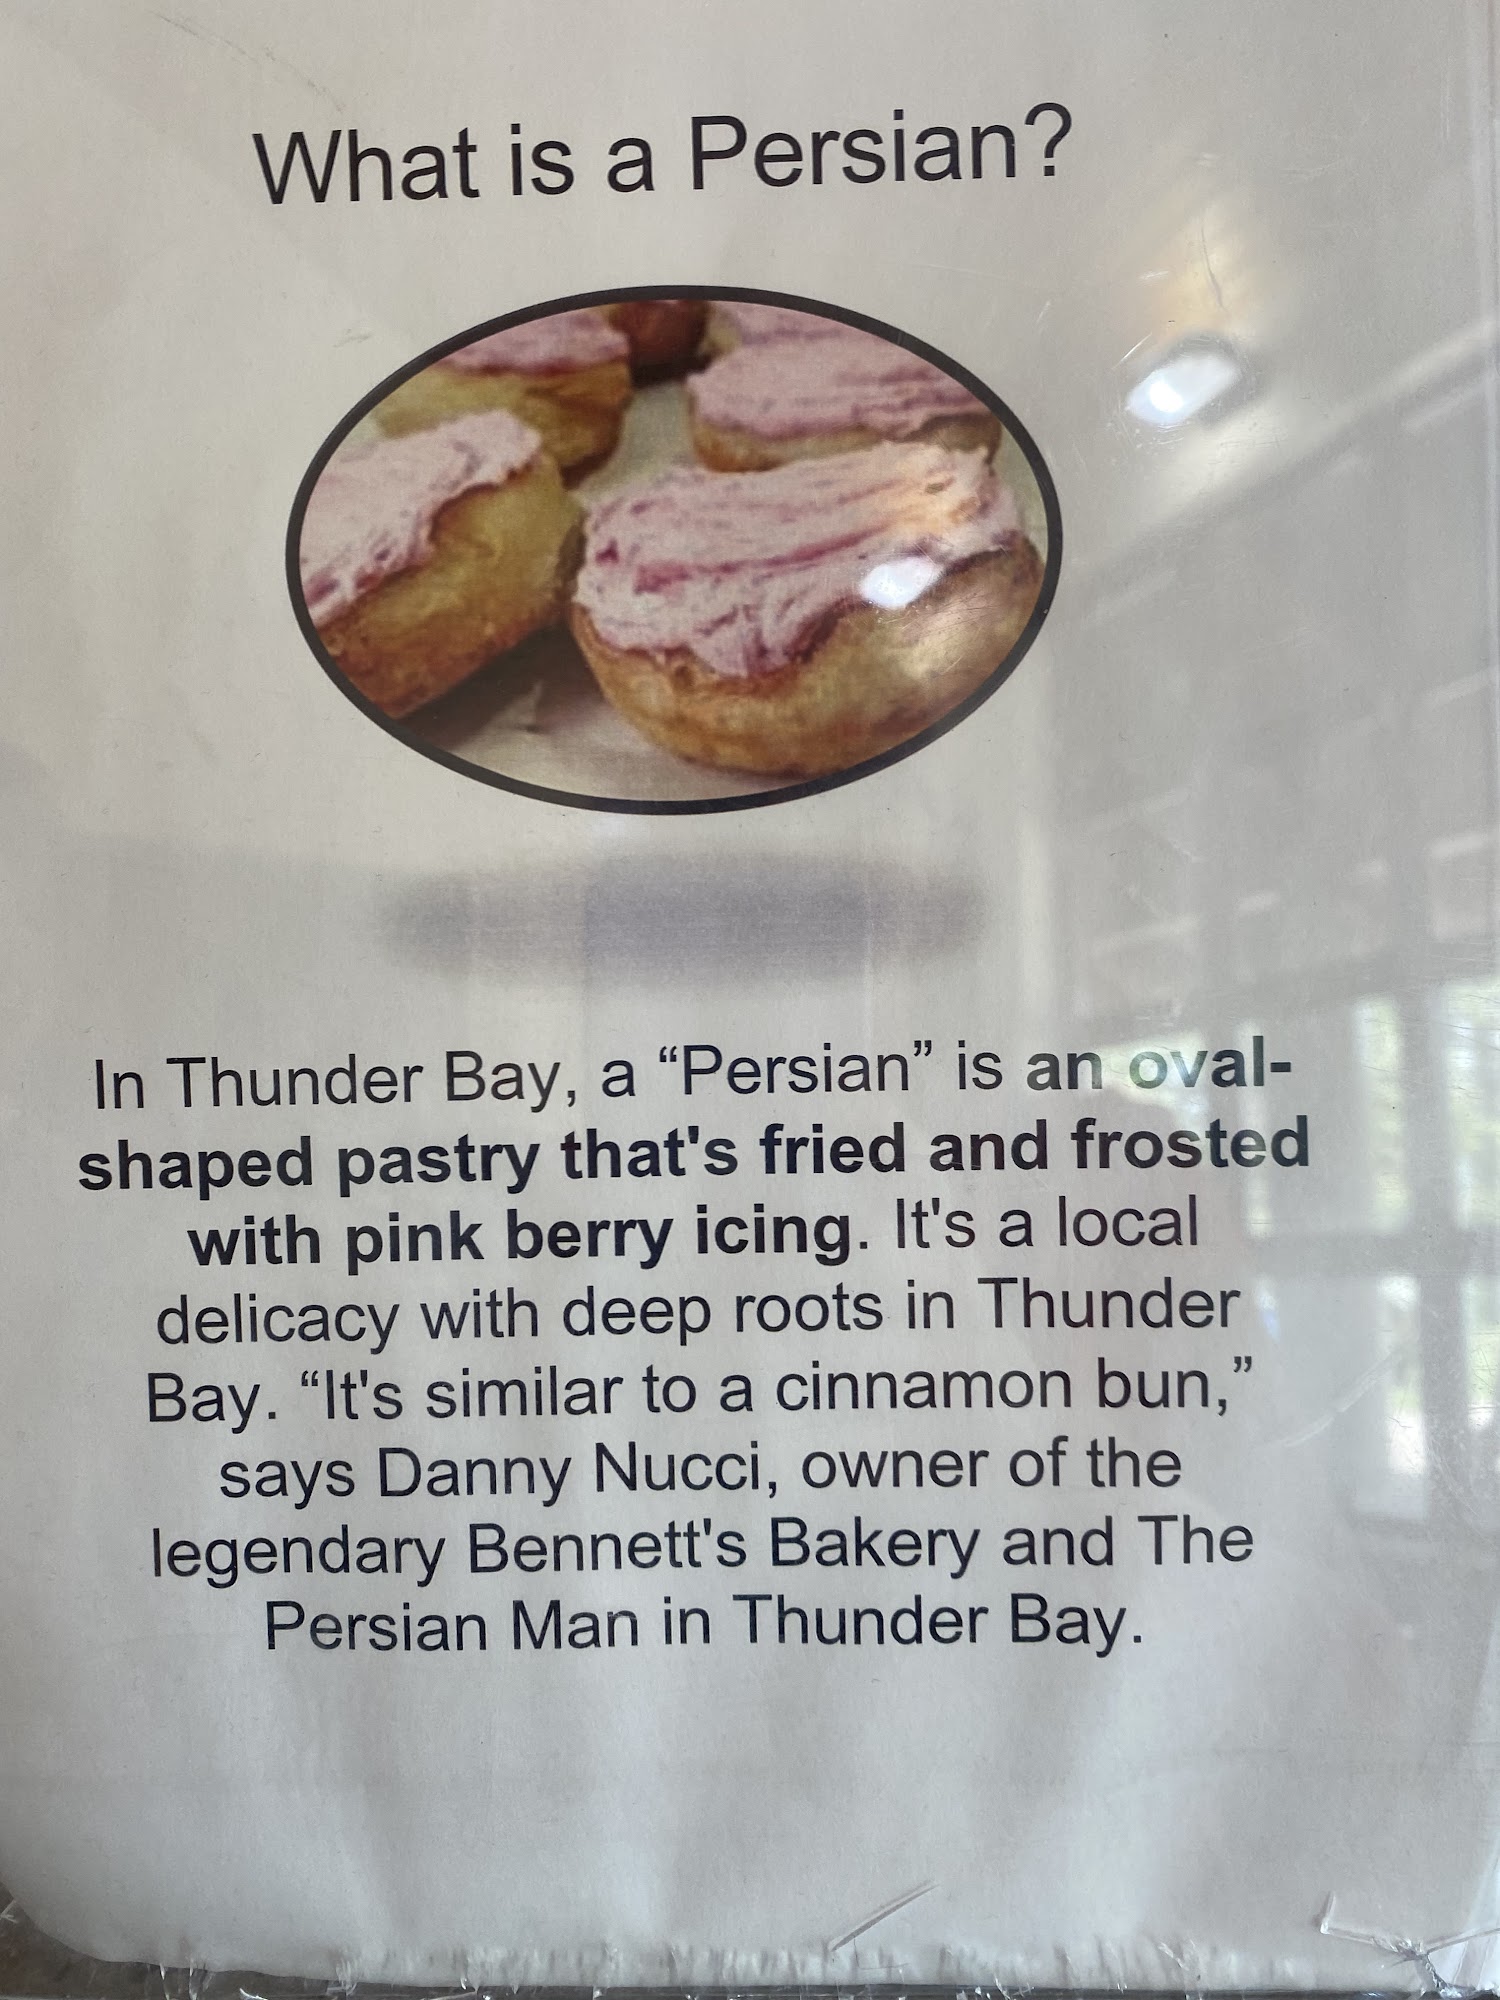 What is a Persian?
In Thunder Bay, a “Persian” is an oval-
shaped pastry that's fried and frosted
with pink berry icing. It's a local
delicacy with deep roots in Thunder
Bay. “It's similar to a cinnamon bun,”
says Danny Nucci, owner of the
legendary Bennett's Bakery and The
Persian Man in Thunder Bay.